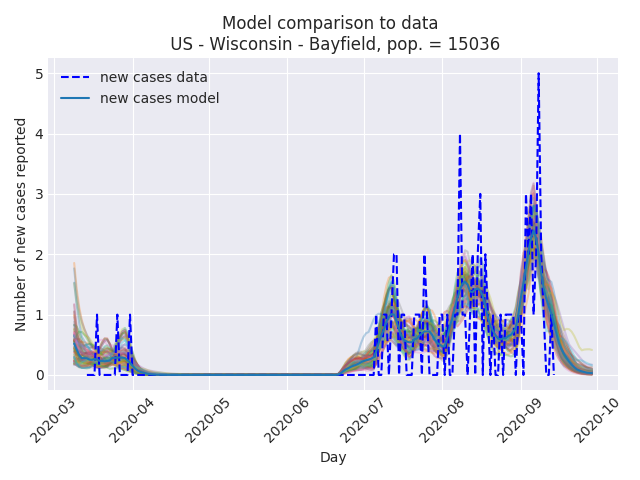 Model comparison to data
US - Wisconsin - Bayfield, pop. = 15036
new cases data
new cases model
Number of new cases reported
5
4
3
2
1
0
2020-03
2020-04
2020-05
2020-06
2020-07
2020-08
2020-09
2020-10
Day